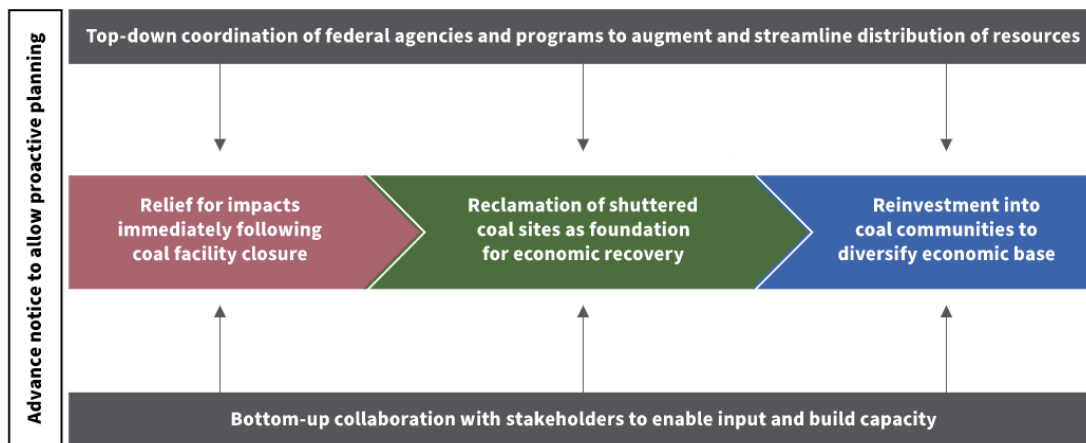 Advance notice to allow proactive planning
Top-down coordination of federal agencies and programs to augment and streamline distribution of resources
Relief for impacts
immediately following
coal facility closure
Reclamation of shuttered
coal sites as foundation
for economic recovery
Reinvestment into
coal communities to
diversify economic base
Bottom-up collaboration with stakeholders to enable input and build capacity